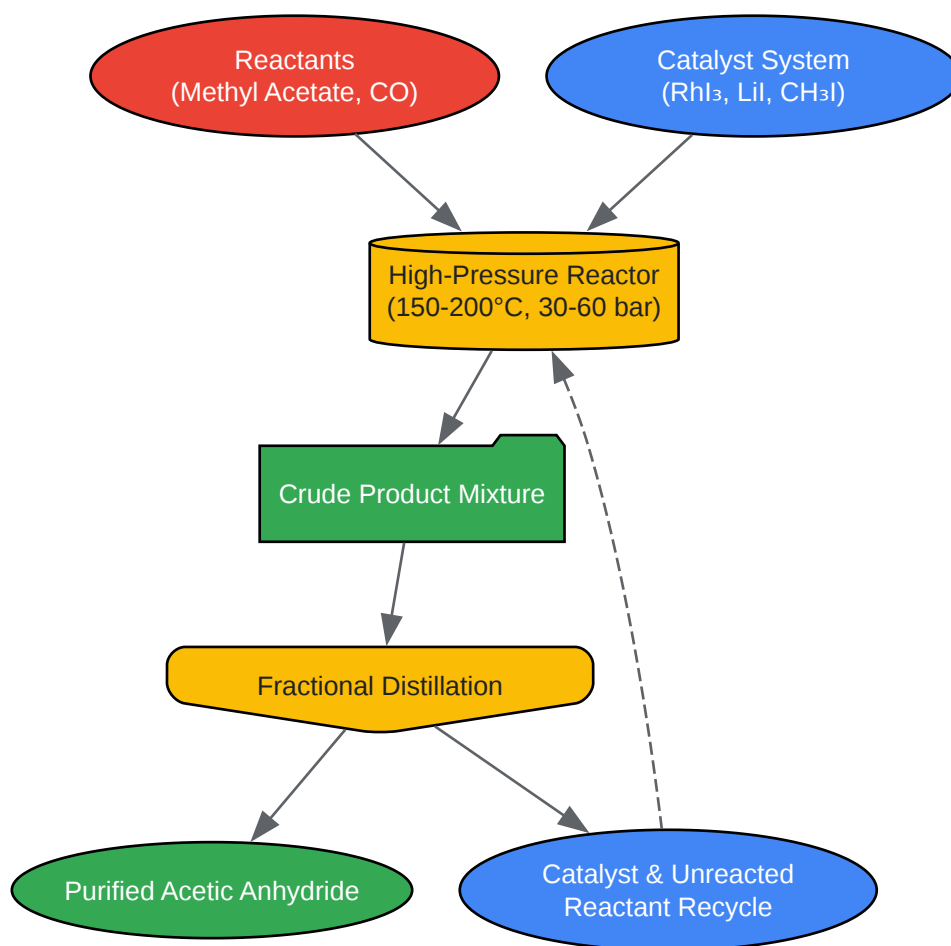 Reactants
(Methyl Acetate, CO)
Catalyst System
(RhI₃, LiI, CH₃I)
High-Pressure Reactor
(150-200°C, 30-60 bar)
Crude Product Mixture
Fractional Distillation
Purified Acetic Anhydride
Catalyst & Unreacted
Reactant Recycle